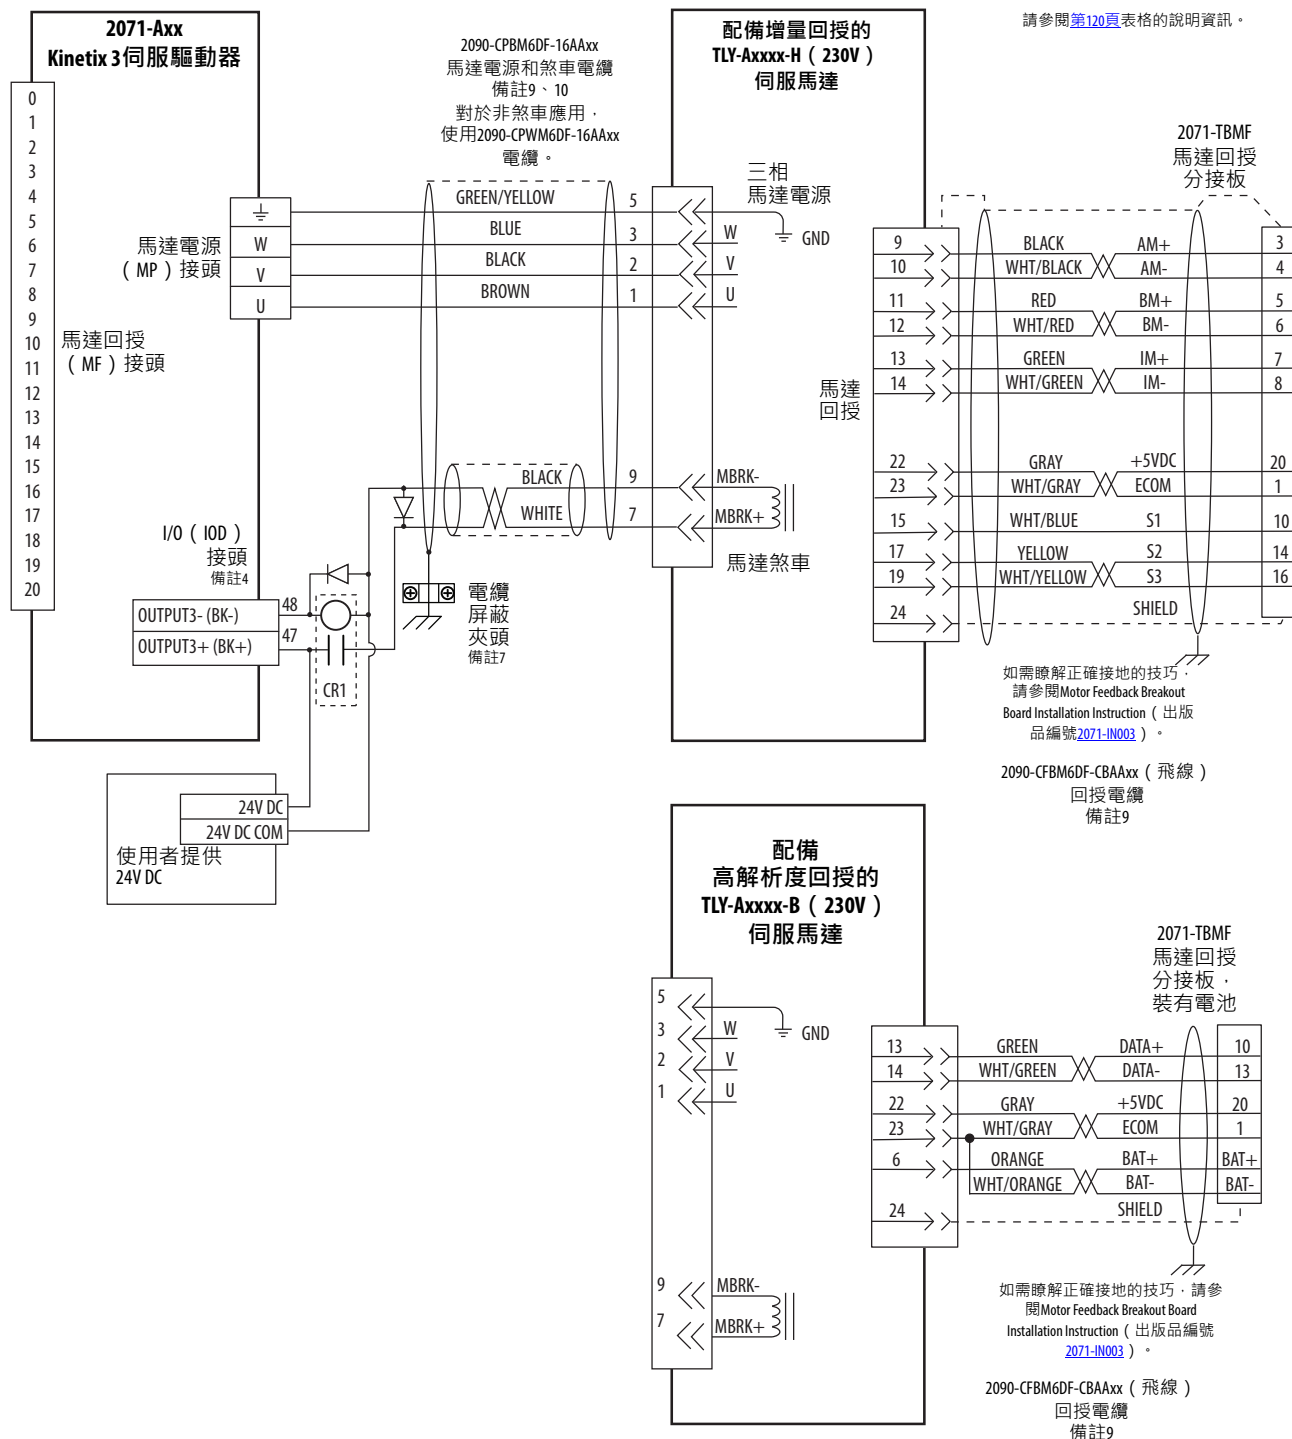 2071-Axx
Kinetix 3伺服驅動器
0
1
2
3
4
5
6
7
8
9
10
11
12
13
14
15
16
17
18
19
20
馬達回授
（MF）接頭
馬達電源
（MP）接頭
W
V
U
I/O（IOD）
接頭
備註4
OUTPUT3- (BK-)
OUTPUT3+ (BK+)
48
47
CR1
24V DC
24V DC COM
使用者提供
24V DC
2090-CPBM6DF-16AAxx
馬達電源和煞車電纜
備註9、10
對於非煞車應用，
使用2090-CPWM6DF-16AAxx
電纜。
GREEN/YELLOW
5
BLUE
3
BLACK
2
BROWN
1
BLACK
9
WHITE
7
電纜
屏蔽
夾頭
備註7
配備增量回授的
TLY-Axxxx-H（230V）
伺服馬達
三相
馬達電源
GND
W
V
U
MBRK-
MBRK+
馬達煞車
馬達
回授
請參閱第120頁表格的說明資訊。
2071-TBMF
馬達回授
分接板
9 BLACK AM+ 3
10 WHT/BLACK AM- 4
11 RED BM+ 5
12 WHT/RED BM- 6
13 GREEN IM+ 7
14 WHT/GREEN IM- 8
22 GRAY +5VDC 20
23 WHT/GRAY ECOM 1
15 WHT/BLUE S1 10
17 YELLOW S2 14
19 WHT/YELLOW S3 16
24 SHIELD
如需瞭解正確接地的技巧，
請參閱Motor Feedback Breakout
Board Installation Instruction（出版
品編號2071-IN003）。
2090-CFBM6DF-CBAAxx（飛線）
回授電纜
備註9
配備
高解析度回授的
TLY-Axxxx-B（230V）
伺服馬達
5
3
2
1
GND
W
V
U
9
7
MBRK-
MBRK+
2071-TBMF
馬達回授
分接板，
裝有電池
13 GREEN DATA+ 10
14 WHT/GREEN DATA- 13
22 GRAY +5VDC 20
23 WHT/GRAY ECOM 1
6 ORANGE BAT+ BAT+
WHT/ORANGE BAT- BAT-
24 SHIELD
如需瞭解正確接地的技巧，請參
閱Motor Feedback Breakout Board
Installation Instruction（出版品編號
2071-IN003）。
2090-CFBM6DF-CBAAxx（飛線）
回授電纜
備註9